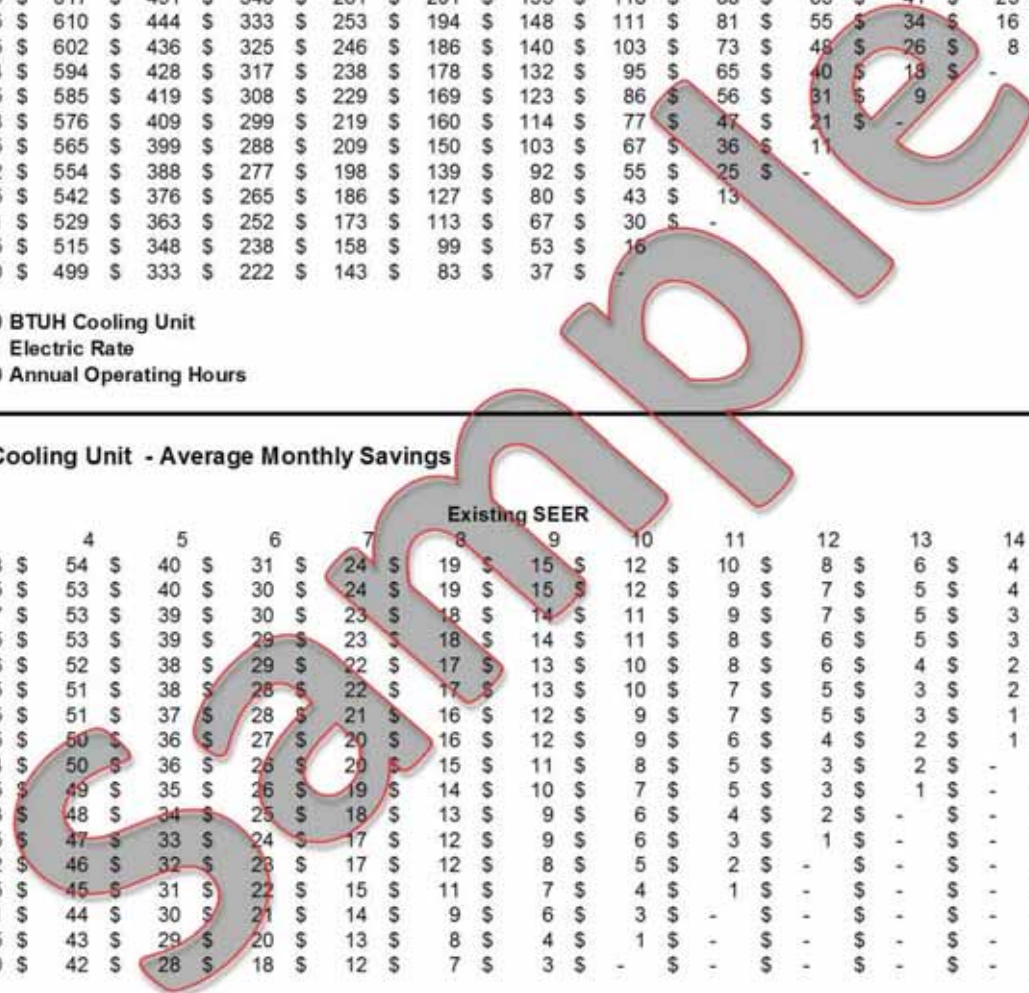 $ 610 $ 444 $ 333 $ 253 $ 194 $ 148 $ 111 $ 81 $ 55 $ 34 $ 16
$ 602 $ 436 $ 325 $ 246 $ 186 $ 140 $ 103 $ 73 $ 48 $ 26 $ 8
$ 594 $ 428 $ 317 $ 238 $ 178 $ 132 $ 95 $ 65 $ 40 $ 18 $ -
$ 585 $ 419 $ 308 $ 229 $ 169 $ 123 $ 86 $ 56 $ 31 $ 9
$ 576 $ 409 $ 299 $ 219 $ 160 $ 114 $ 77 $ 47 $ 21 $ -
$ 565 $ 399 $ 288 $ 209 $ 150 $ 103 $ 67 $ 36 $ 11
$ 554 $ 388 $ 277 $ 198 $ 139 $ 92 $ 55 $ 25 $ -
$ 542 $ 376 $ 265 $ 186 $ 127 $ 80 $ 43 $ 13
$ 529 $ 363 $ 252 $ 173 $ 113 $ 67 $ 30 $ -
$ 515 $ 348 $ 238 $ 158 $ 99 $ 53 $ 16
$ 499 $ 333 $ 222 $ 143 $ 83 $ 37 $ -
BTUH Cooling Unit
Electric Rate
Annual Operating Hours
Cooling Unit - Average Monthly Savings
Existing SEER
4 5 6 7 8 9 10 11 12 13 14
$ 54 $ 40 $ 31 $ 24 $ 19 $ 15 $ 12 $ 10 $ 8 $ 6 $ 4
$ 53 $ 40 $ 30 $ 24 $ 19 $ 15 $ 12 $ 9 $ 7 $ 5 $ 4
$ 53 $ 39 $ 30 $ 23 $ 18 $ 14 $ 11 $ 9 $ 7 $ 5 $ 3
$ 53 $ 39 $ 29 $ 23 $ 18 $ 14 $ 11 $ 8 $ 6 $ 5 $ 3
$ 52 $ 38 $ 29 $ 22 $ 17 $ 13 $ 10 $ 8 $ 6 $ 4 $ 2
$ 51 $ 38 $ 28 $ 22 $ 17 $ 13 $ 10 $ 7 $ 5 $ 3 $ 2
$ 51 $ 37 $ 28 $ 21 $ 16 $ 12 $ 9 $ 7 $ 5 $ 3 $ 1
$ 50 $ 36 $ 27 $ 20 $ 16 $ 12 $ 9 $ 6 $ 4 $ 2 $ 1
$ 50 $ 36 $ 26 $ 20 $ 15 $ 11 $ 8 $ 5 $ 3 $ 2 $ -
$ 49 $ 35 $ 26 $ 19 $ 14 $ 10 $ 7 $ 5 $ 3 $ 1 $ -
$ 48 $ 34 $ 25 $ 18 $ 13 $ 9 $ 6 $ 4 $ 2 $ - $ -
$ 47 $ 33 $ 24 $ 17 $ 12 $ 9 $ 6 $ 3 $ 1 $ - $ -
$ 46 $ 32 $ 23 $ 17 $ 12 $ 8 $ 5 $ 2 $ - $ - $ -
$ 45 $ 31 $ 22 $ 15 $ 11 $ 7 $ 4 $ 1 $ - $ - $ -
$ 44 $ 30 $ 21 $ 14 $ 9 $ 6 $ 3 $ - $ - $ - $ -
$ 43 $ 29 $ 20 $ 13 $ 8 $ 4 $ 1 $ - $ - $ - $ -
$ 42 $ 28 $ 18 $ 12 $ 7 $ 3 $ - $ - $ - $ - $ -
Sample